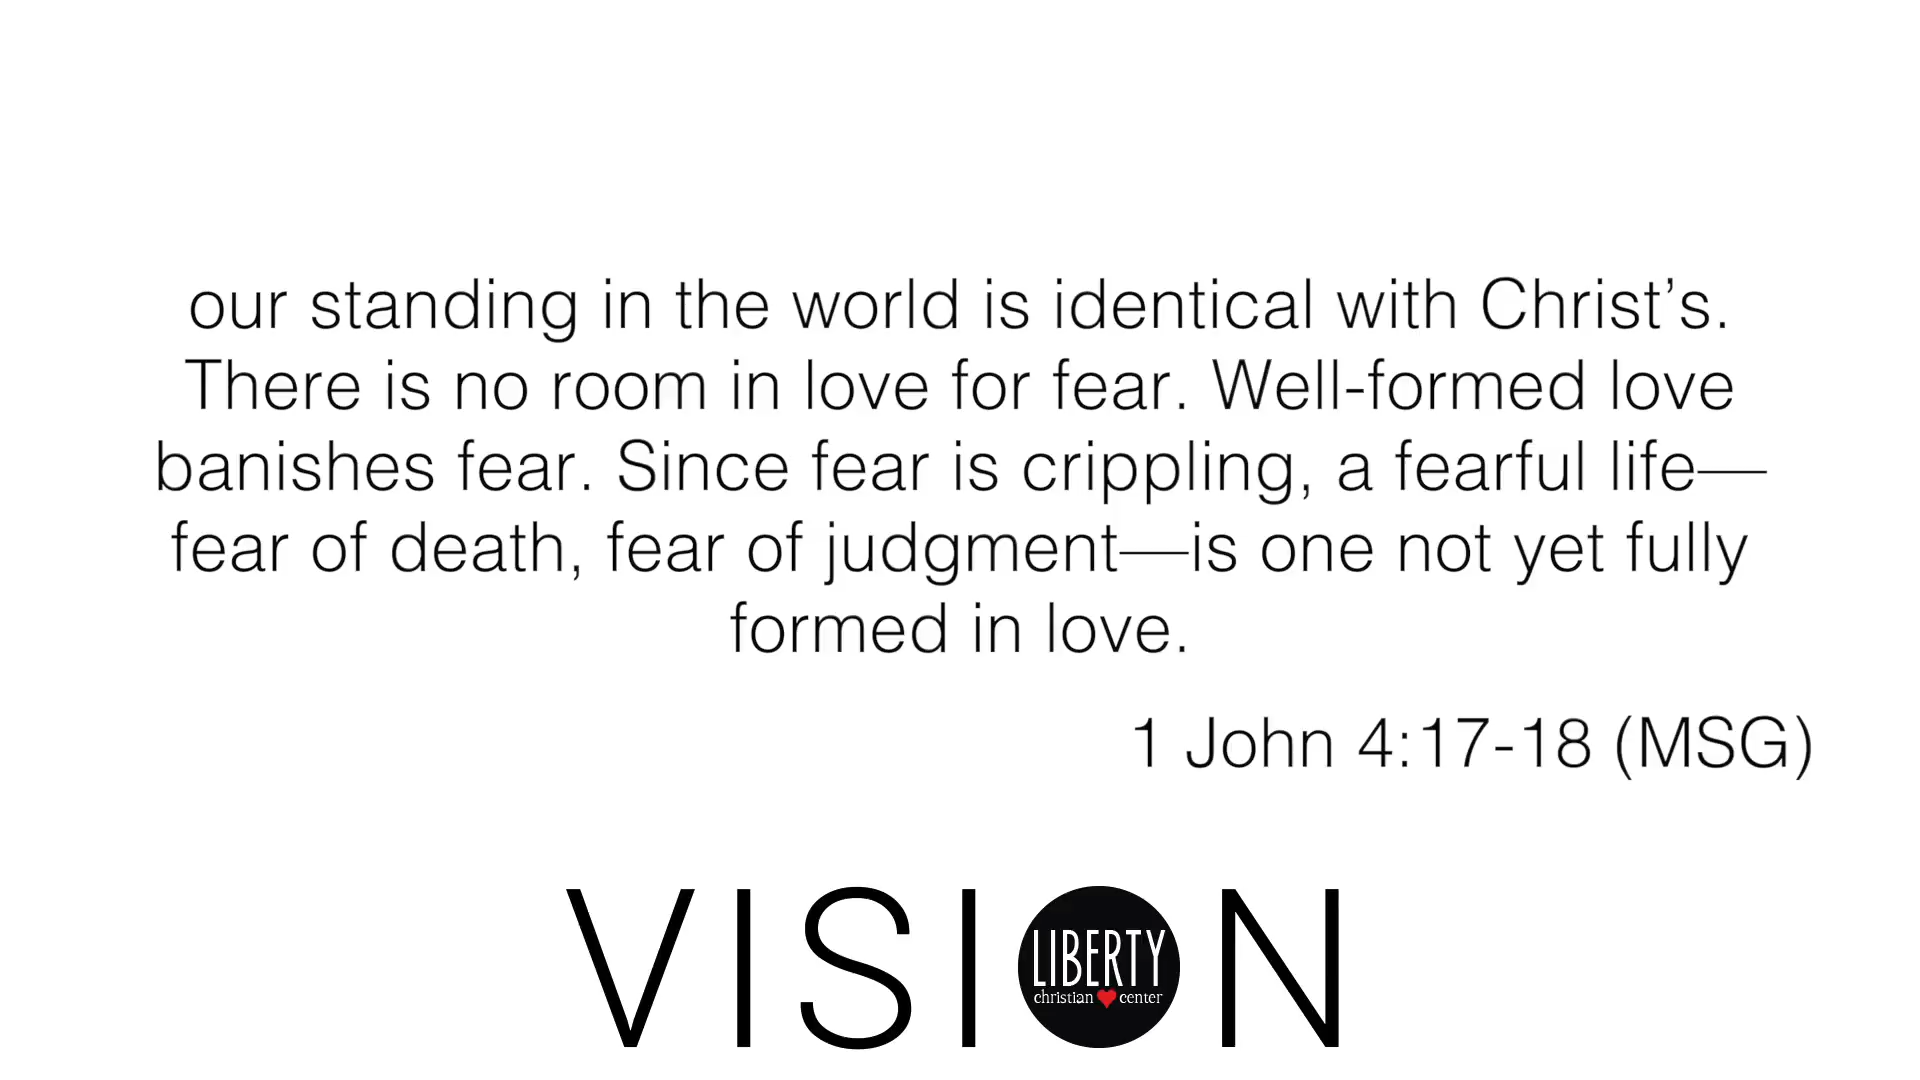 our standing in the world is identical with Christ’s.
There is no room in love for fear. Well-formed love
banishes fear. Since fear is crippling, a fearful life—
fear of death, fear of judgment—is one not yet fully
formed in love.
1 John 4:17-18 (MSG)
VISION
LIBERTY
christian center